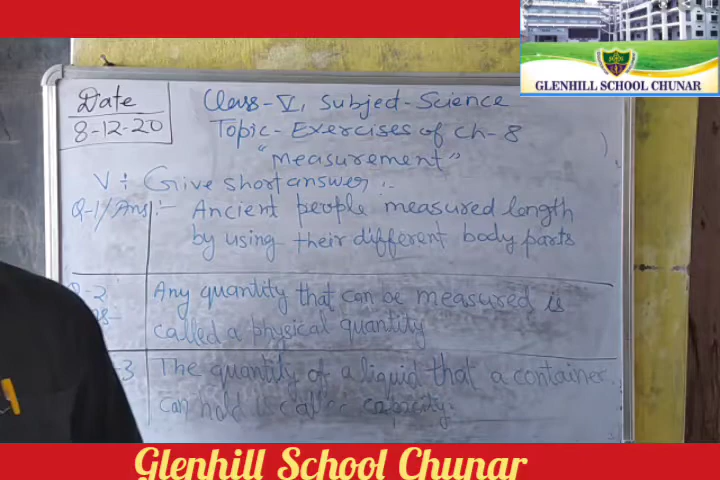 GLENHILL SCHOOL CHUNAR
Date
8-12-20
Class-V, Subject-Science
Topic-Exercises of Ch-8
"Measurement"
V ÷ Give short answer :-
Q-1/Ans:- Ancient people measured length
by using their different body parts
Q-2 Any quantity that can be measured is
called a physical quantity
-3 The quantity of a liquid that a container
can hold is called capacity.
Glenhill School Chunar